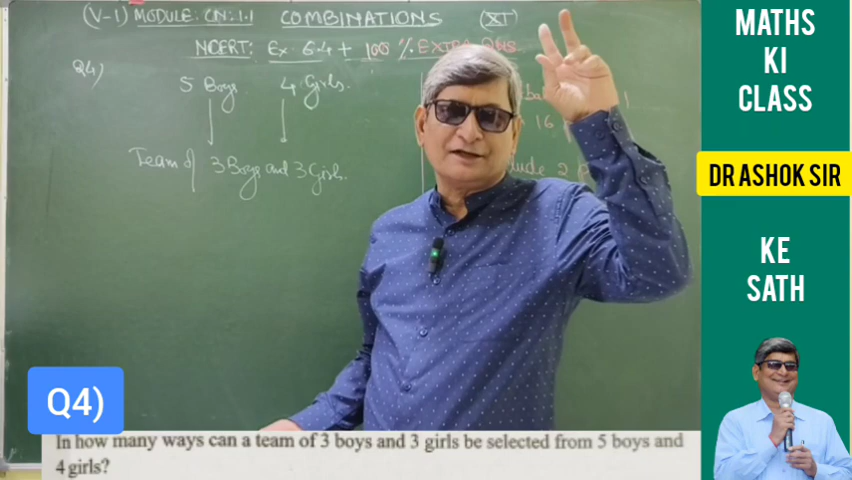 (V-1) MODULE: CN: 1.1 COMBINATIONS (XI)
NCERT: Ex 6.4 + 100 % EXTRA QNS
Q4)
5 Boys 4 Girls.
Team of 3 Boys and 3 Girls.
16
2
Q4)
In how many ways can a team of 3 boys and 3 girls be selected from 5 boys and
4 girls?
MATHS
KI
CLASS
DR ASHOK SIR
KE
SATH